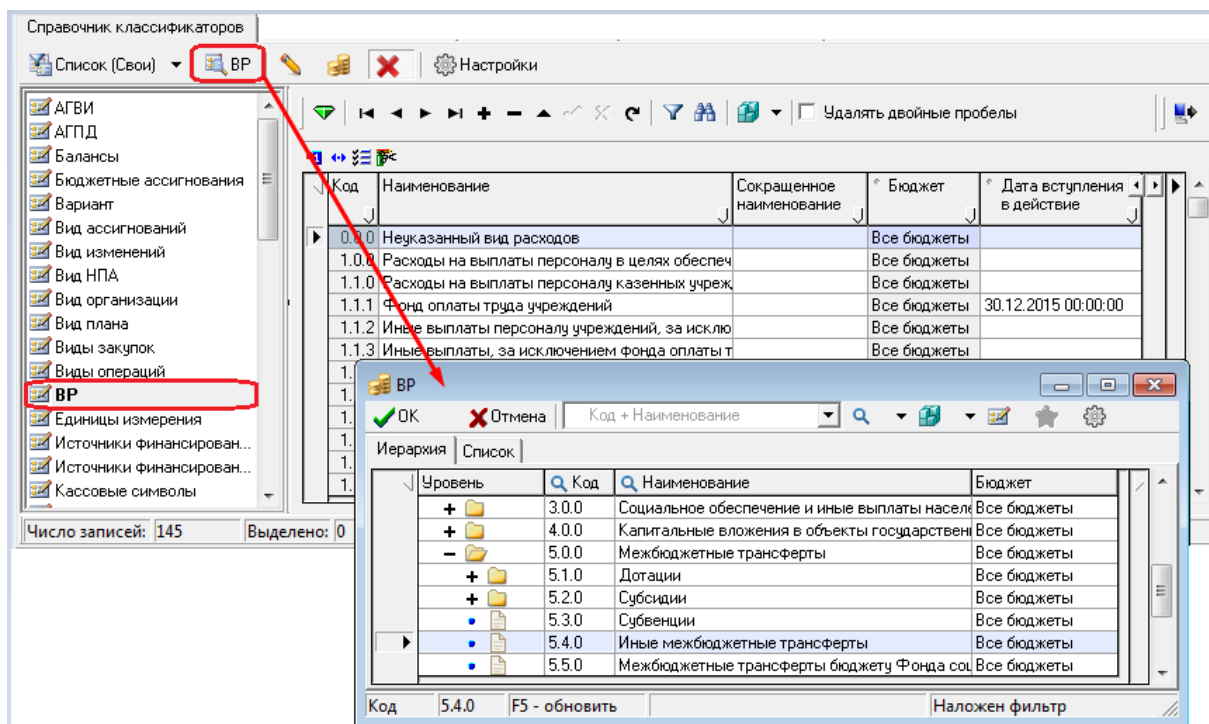 Справочник классификаторов
Список (Свои) ВР Настройки
АГВИ
АГПД
Балансы
Бюджетные ассигнования
Вариант
Вид ассигнований
Вид изменений
Вид НПА
Вид организации
Вид плана
Виды закупок
Виды операций
ВР
Единицы измерения
Источники финансирован...
Источники финансирован...
Кассовые символы
Число записей: 145 Выделено: 0
Удалять двойные пробелы
Код Наименование Сокращенное наименование Бюджет Дата вступления в действие
0.0.0 Неуказанный вид расходов Все бюджеты
1.0.0 Расходы на выплаты персоналу в целях обеспеч Все бюджеты
1.1.0 Расходы на выплаты персоналу казенных учреж Все бюджеты
1.1.1 Фонд оплаты труда учреждений Все бюджеты 30.12.2015 00:00:00
1.1.2 Иные выплаты персоналу учреждений, за исклю Все бюджеты
1.1.3 Иные выплаты, за исключением фонда оплаты т Все бюджеты
1.
1.
1.
1.
1.
1.
ВР
OK Отмена Код + Наименование
Иерархия Список
Уровень Код Наименование Бюджет
3.0.0 Социальное обеспечение и иные выплаты населе Все бюджеты
4.0.0 Капитальные вложения в объекты государствен Все бюджеты
5.0.0 Межбюджетные трансферты Все бюджеты
5.1.0 Дотации Все бюджеты
5.2.0 Субсидии Все бюджеты
5.3.0 Субвенции Все бюджеты
5.4.0 Иные межбюджетные трансферты Все бюджеты
5.5.0 Межбюджетные трансферты бюджету Фонда соц Все бюджеты
Код 5.4.0 F5 - обновить Наложен фильтр